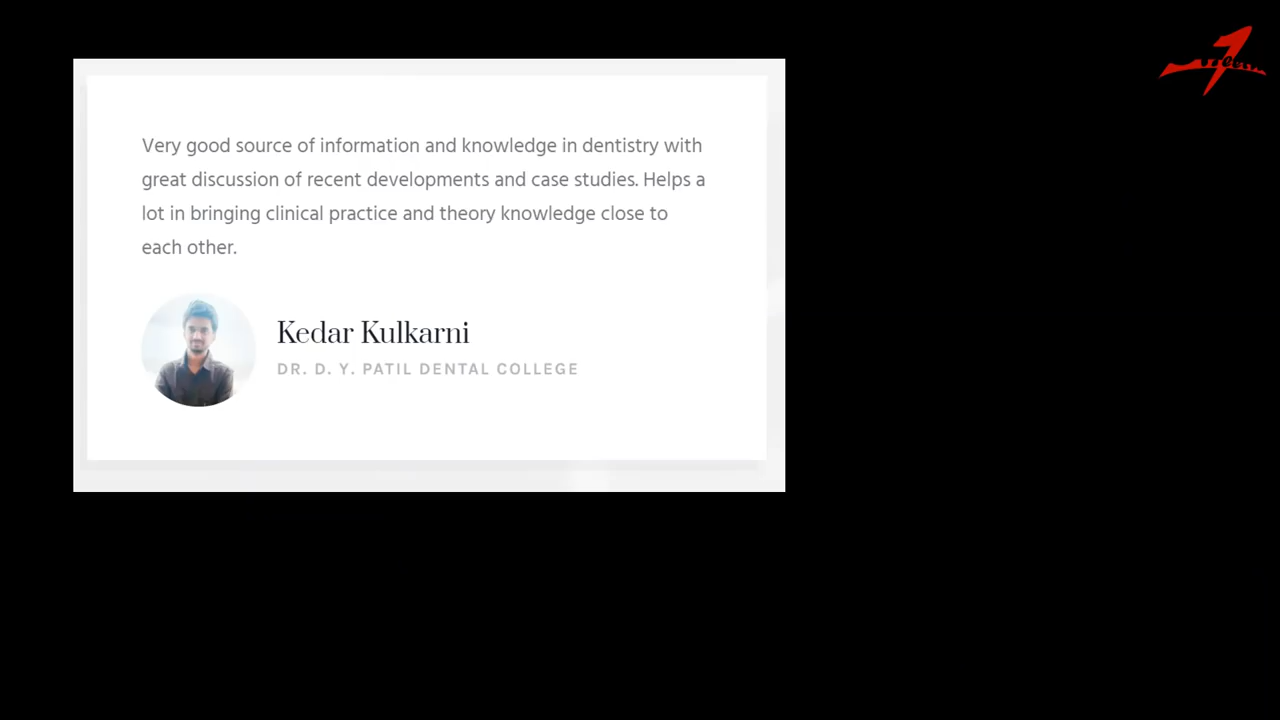 Very good source of information and knowledge in dentistry with
great discussion of recent developments and case studies. Helps a
lot in bringing clinical practice and theory knowledge close to
each other.
Kedar Kulkarni
DR. D. Y. PATIL DENTAL COLLEGE